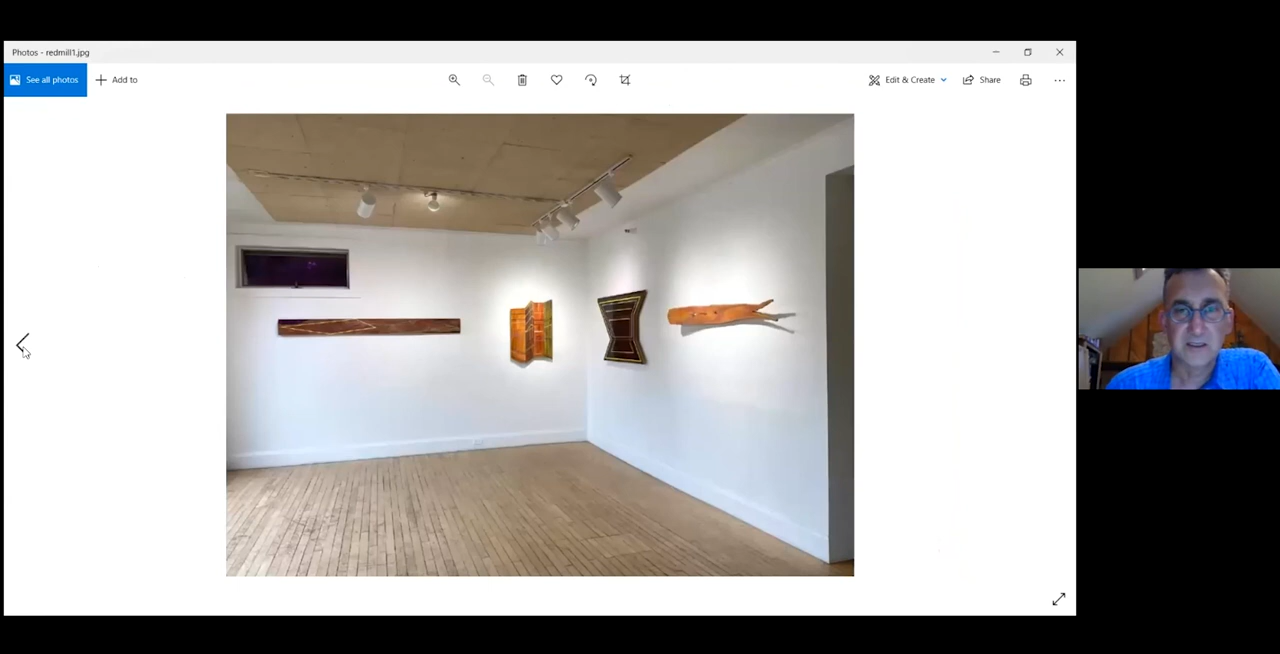 Photos - redmill1.jpg
See all photos
Add to
Edit & Create
Share